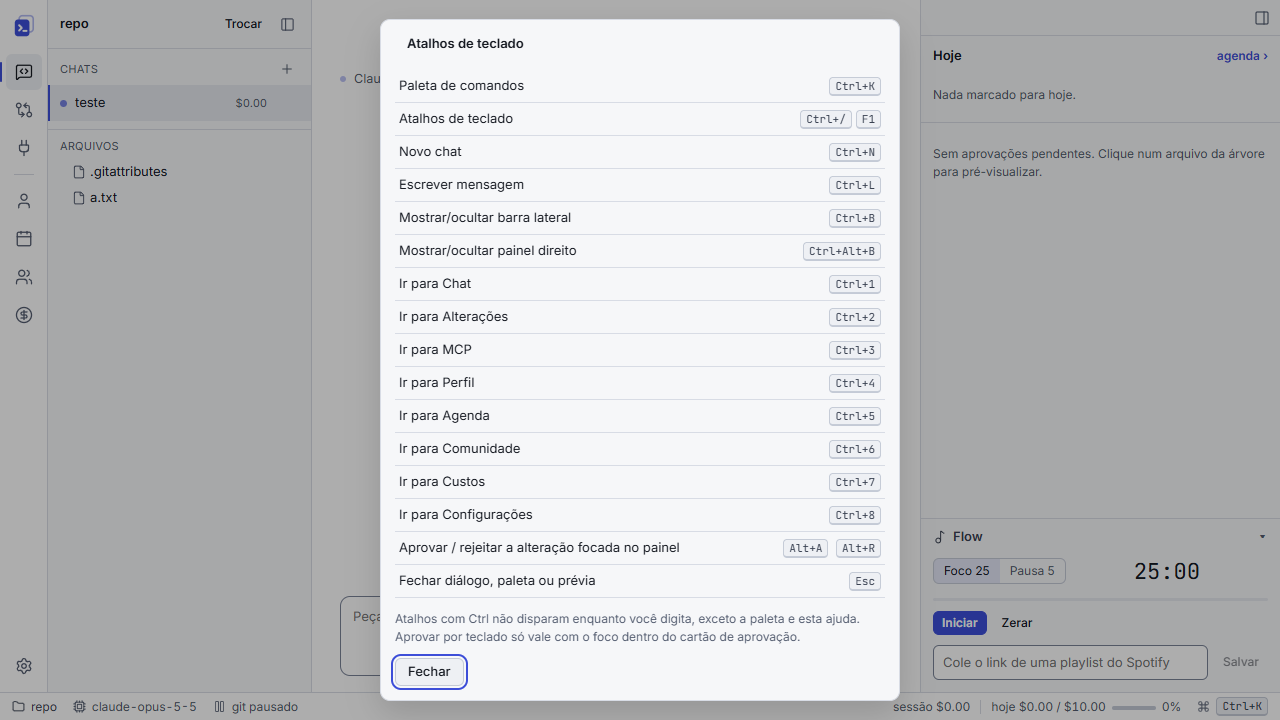 repo
Trocar
CHATS
teste
$0.00
ARQUIVOS
.gitattributes
a.txt
Clau
Peça
Atalhos de teclado
Paleta de comandos Ctrl+K
Atalhos de teclado Ctrl+/ F1
Novo chat Ctrl+N
Escrever mensagem Ctrl+L
Mostrar/ocultar barra lateral Ctrl+B
Mostrar/ocultar painel direito Ctrl+Alt+B
Ir para Chat Ctrl+1
Ir para Alterações Ctrl+2
Ir para MCP Ctrl+3
Ir para Perfil Ctrl+4
Ir para Agenda Ctrl+5
Ir para Comunidade Ctrl+6
Ir para Custos Ctrl+7
Ir para Configurações Ctrl+8
Aprovar / rejeitar a alteração focada no painel Alt+A Alt+R
Fechar diálogo, paleta ou prévia Esc
Atalhos com Ctrl não disparam enquanto você digita, exceto a paleta e esta ajuda.
Aprovar por teclado só vale com o foco dentro do cartão de aprovação.
Fechar
Hoje
agenda ›
Nada marcado para hoje.
Sem aprovações pendentes. Clique num arquivo da árvore
para pré-visualizar.
Flow
Foco 25 Pausa 5 25:00
Iniciar Zerar
Cole o link de uma playlist do Spotify Salvar
repo claude-opus-5-5 git pausado sessão $0.00 hoje $0.00 / $10.00 0% ⌘ Ctrl+K